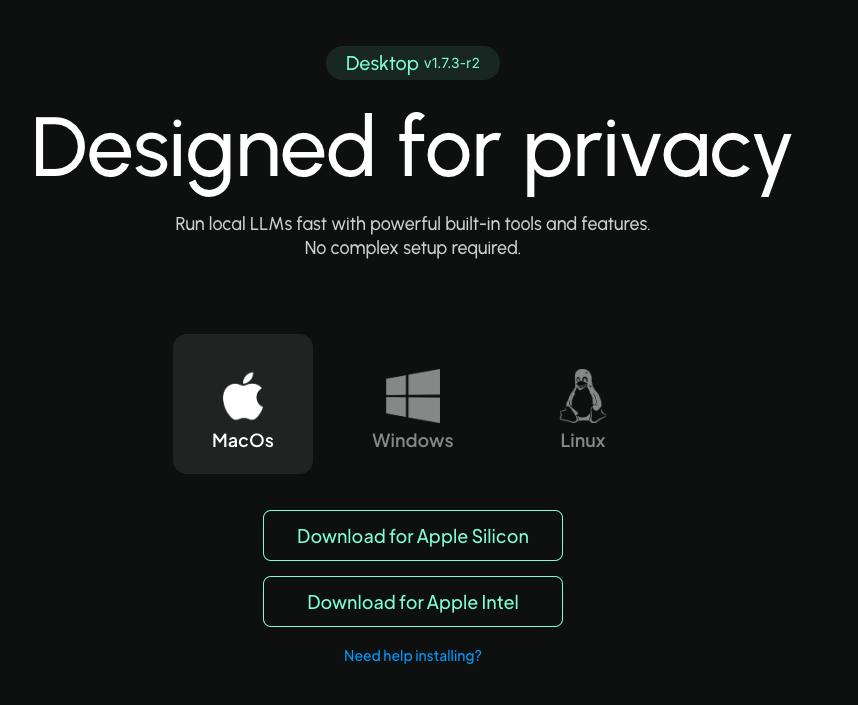 Desktop v1.7.3-r2
Designed for privacy
Run local LLMs fast with powerful built-in tools and features.
No complex setup required.
MacOs
Windows
Linux
Download for Apple Silicon
Download for Apple Intel
Need help installing?